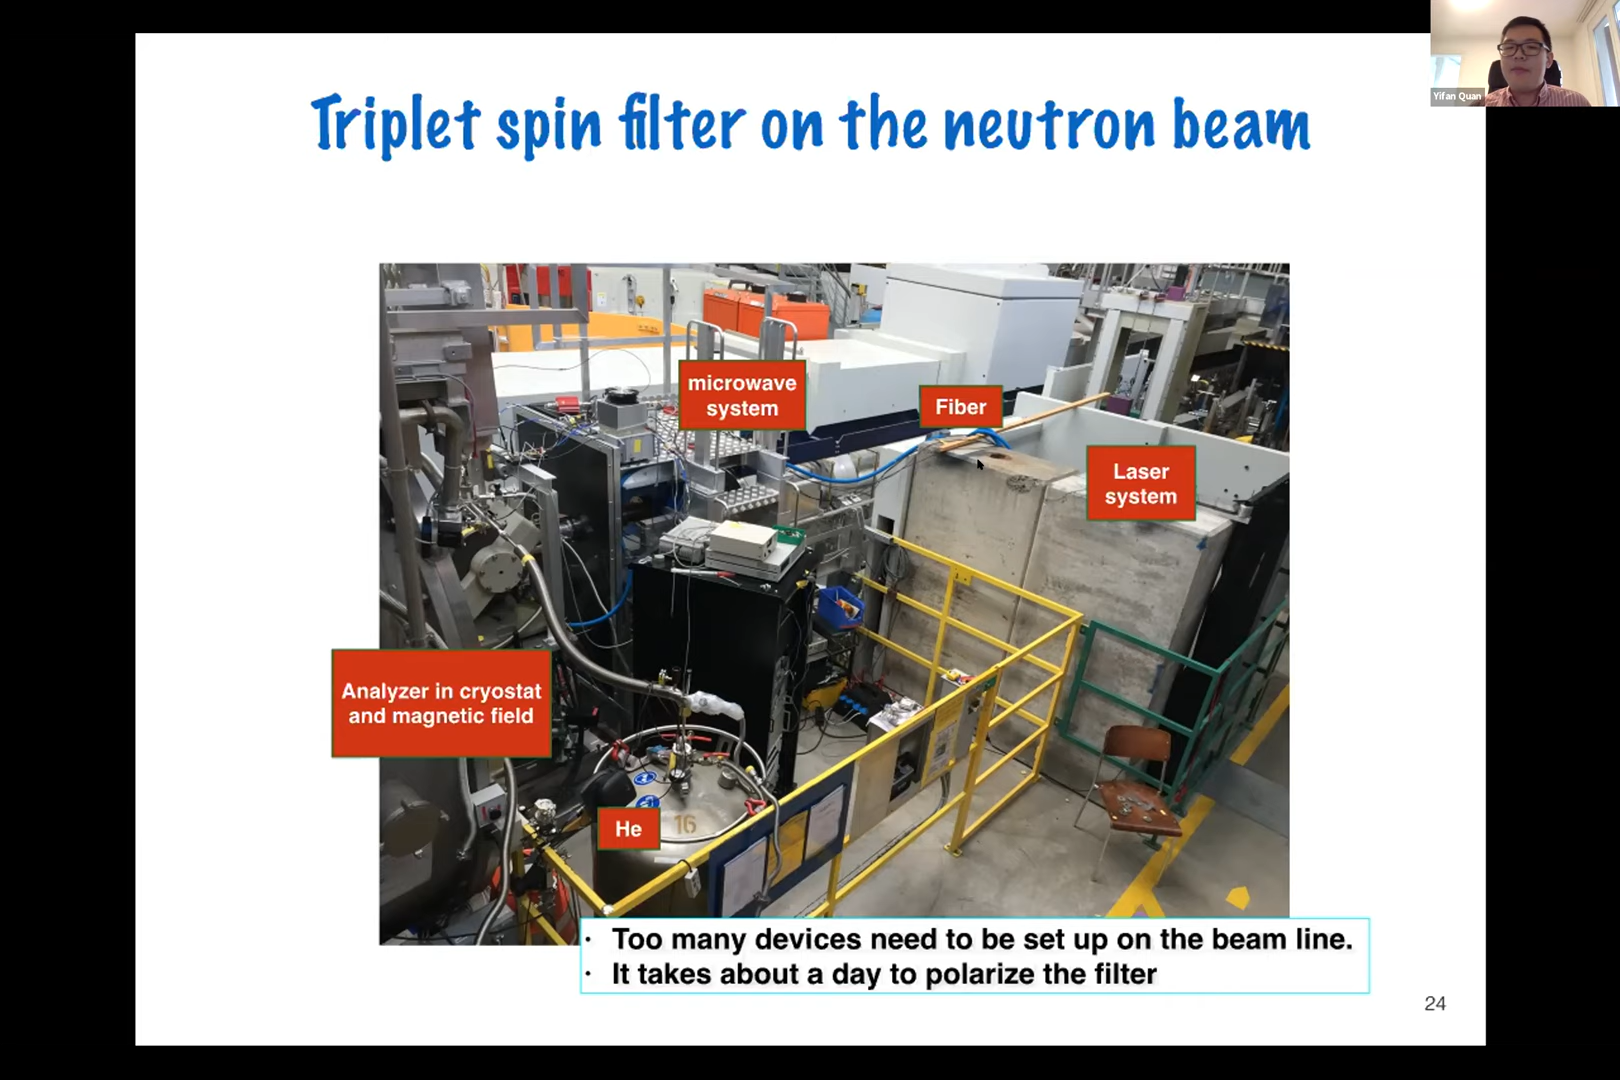 Yifan Quan
Triplet spin filter on the neutron beam
microwave
system
Fiber
Laser
system
Analyzer in cryostat
and magnetic field
He
16
· Too many devices need to be set up on the beam line.
· It takes about a day to polarize the filter
24